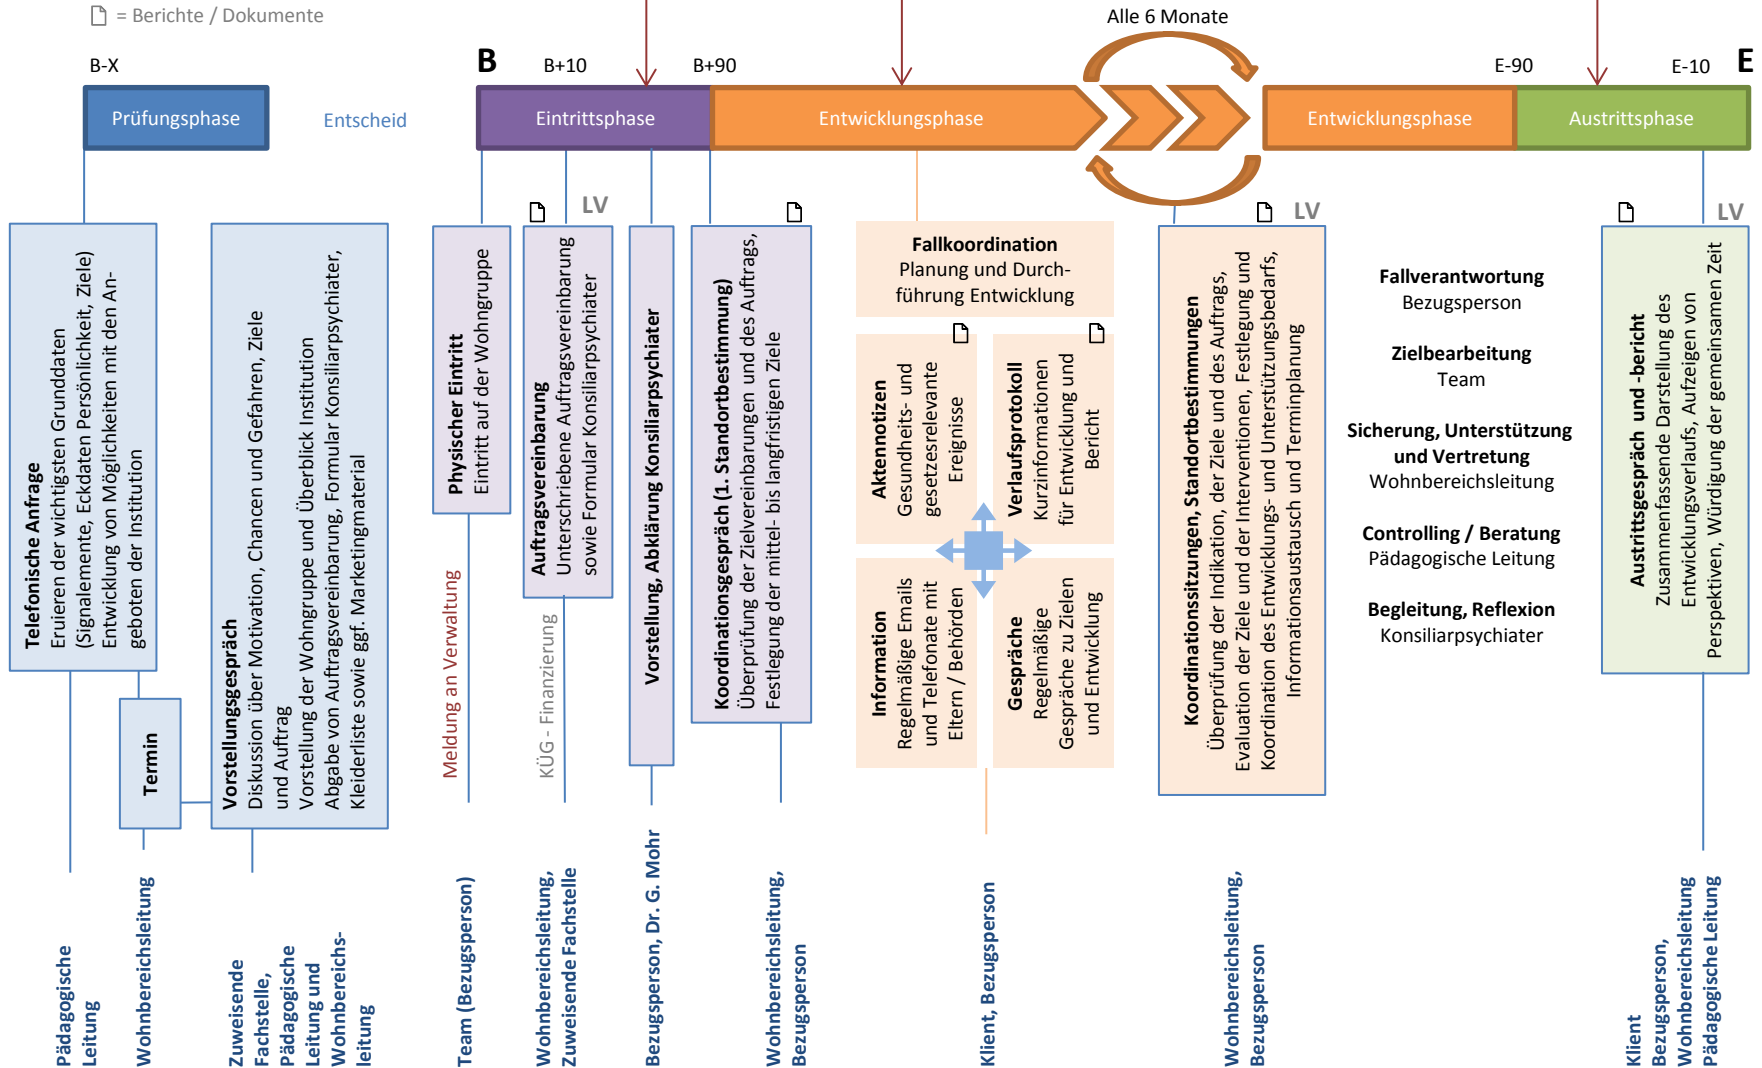 = Berichte / Dokumente
Alle 6 Monate
B-X
B
B+10
B+90
E-90
E-10
E
Prüfungsphase
Entscheid
Eintrittsphase
Entwicklungsphase
Entwicklungsphase
Austrittsphase
Telefonische Anfrage
Eruieren der wichtigsten Grunddaten
(Signalemente, Eckdaten Persönlichkeit, Ziele)
Entwicklung von Möglichkeiten mit den An-
geboten der Institution
Termin
Vorstellungsgespräch
Diskussion über Motivation, Chancen und Gefahren, Ziele
und Auftrag
Vorstellung der Wohngruppe und Überblick Institution
Abgabe von Auftragsvereinbarung, Formular Konsiliarpsychiater,
Kleiderliste sowie ggf. Marketingmaterial
Physischer Eintritt
Eintritt auf der Wohngruppe
Meldung an Verwaltung
LV
Auftragsvereinbarung
Unterschriebene Auftragsvereinbarung
sowie Formular Konsiliarpsychiater
KÜG - Finanzierung
Vorstellung, Abklärung Konsiliarpsychiater
Koordinationsgespräch (1. Standortbestimmung)
Überprüfung der Zielvereinbarungen und des Auftrags,
Festlegung der mittel- bis langfristigen Ziele
Fallkoordination
Planung und Durch-
führung Entwicklung
Aktennotizen
Gesundheits- und
gesetzesrelevante
Ereignisse
Verlaufsprotokoll
Kurzinformationen
für Entwicklung und
Bericht
Information
Regelmäßige Emails
und Telefonate mit
Eltern / Behörden
Gespräche
Regelmäßige
Gespräche zu Zielen
und Entwicklung
LV
Koordinationssitzungen, Standortbestimmungen
Überprüfung der Indikation, der Ziele und des Auftrags,
Evaluation der Ziele und der Interventionen, Festlegung und
Koordination des Entwicklungs- und Unterstützungsbedarfs,
Informationsaustausch und Terminplanung
Fallverantwortung
Bezugsperson
Zielbearbeitung
Team
Sicherung, Unterstützung
und Vertretung
Wohnbereichsleitung
Controlling / Beratung
Pädagogische Leitung
Begleitung, Reflexion
Konsiliarpsychiater
LV
Austrittsgespräch und -bericht
Zusammenfassende Darstellung des
Entwicklungsverlaufs, Aufzeigen von
Perspektiven, Würdigung der gemeinsamen Zeit
Pädagogische
Leitung
Wohnbereichsleitung
Zuweisende
Fachstelle,
Pädagogische
Leitung und
Wohnbereichs-
leitung
Team (Bezugsperson)
Wohnbereichsleitung,
Zuweisende Fachstelle
Bezugsperson, Dr. G. Mohr
Wohnbereichsleitung,
Bezugsperson
Klient, Bezugsperson
Wohnbereichsleitung,
Bezugsperson
Klient
Bezugsperson,
Wohnbereichsleitung
Pädagogische Leitung